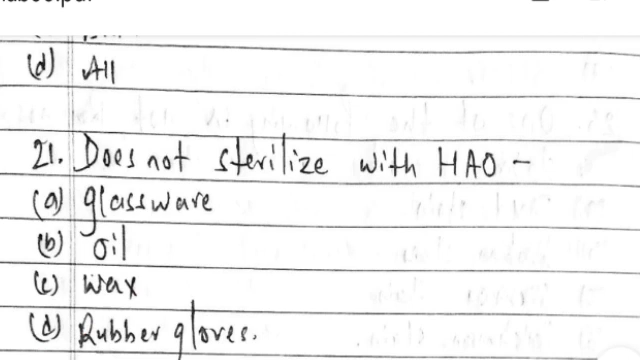 (d) All
21. Does not sterilize with HAO -
(a) glassware
(b) oil
(c) wax
(d) Rubber gloves.